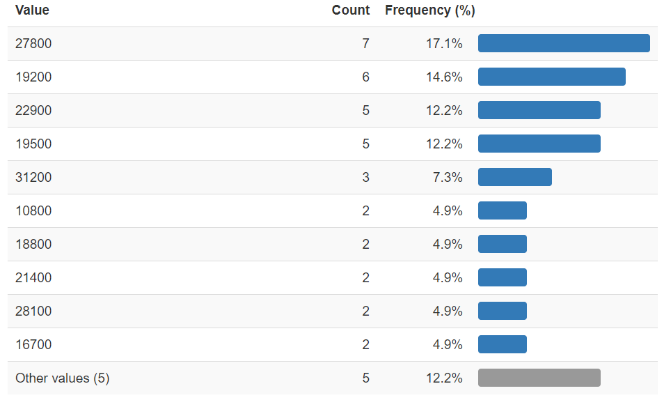 Value Count Frequency (%)
27800 7 17.1%
19200 6 14.6%
22900 5 12.2%
19500 5 12.2%
31200 3 7.3%
10800 2 4.9%
18800 2 4.9%
21400 2 4.9%
28100 2 4.9%
16700 2 4.9%
Other values (5) 5 12.2%